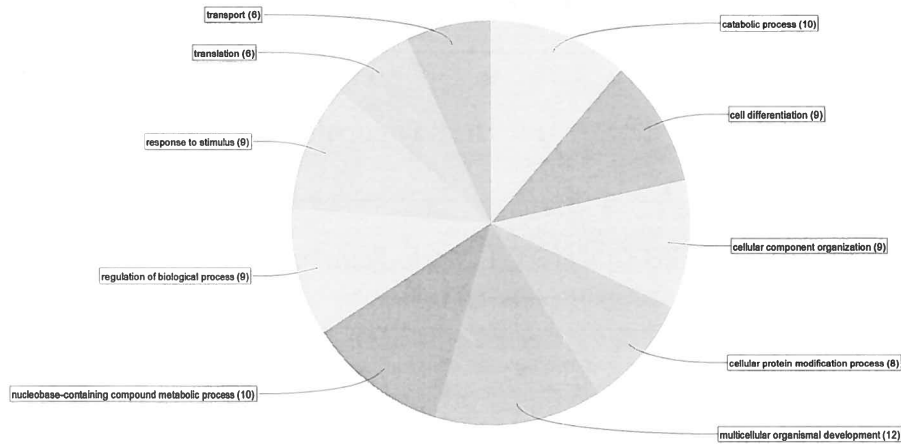 transport (6)
catabolic process (10)
translation (6)
cell differentiation (9)
response to stimulus (9)
cellular component organization (9)
regulation of biological process (9)
cellular protein modification process (8)
nucleobase-containing compound metabolic process (10)
multicellular organismal development (12)